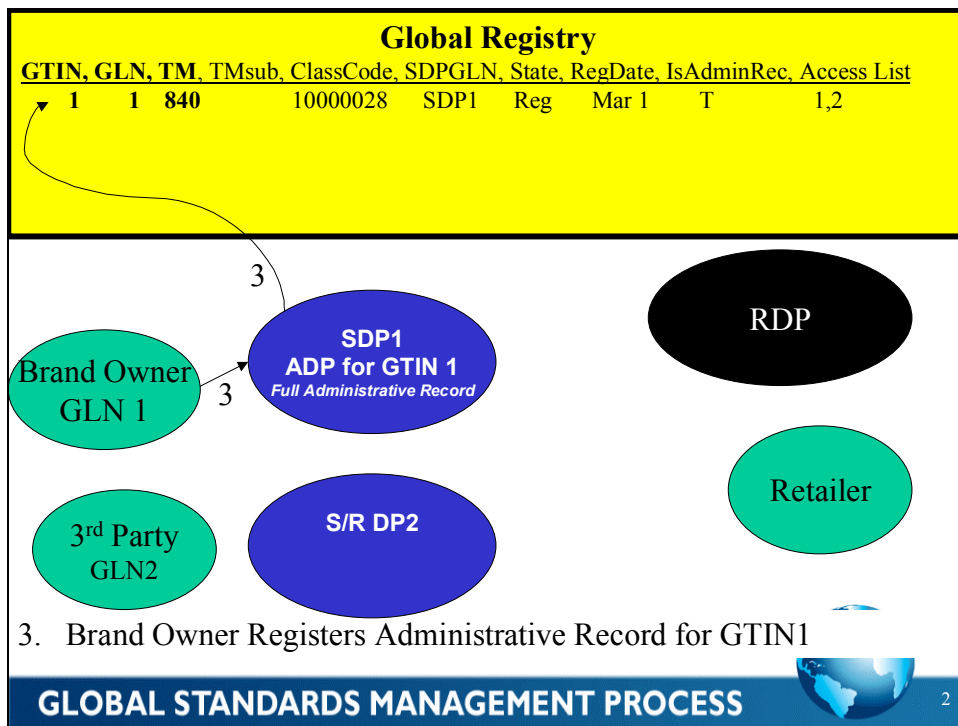 Global Registry
GTIN, GLN, TM, TMsub, ClassCode, SDPGLN, State, RegDate, IsAdminRec, Access List
1 1 840 10000028 SDP1 Reg Mar 1 T 1,2
3
SDP1
ADP for GTIN 1
Full Administrative Record
RDP
Brand Owner
GLN 1
3
Retailer
S/R DP2
3rd Party
GLN2
3. Brand Owner Registers Administrative Record for GTIN1
GLOBAL STANDARDS MANAGEMENT PROCESS
2